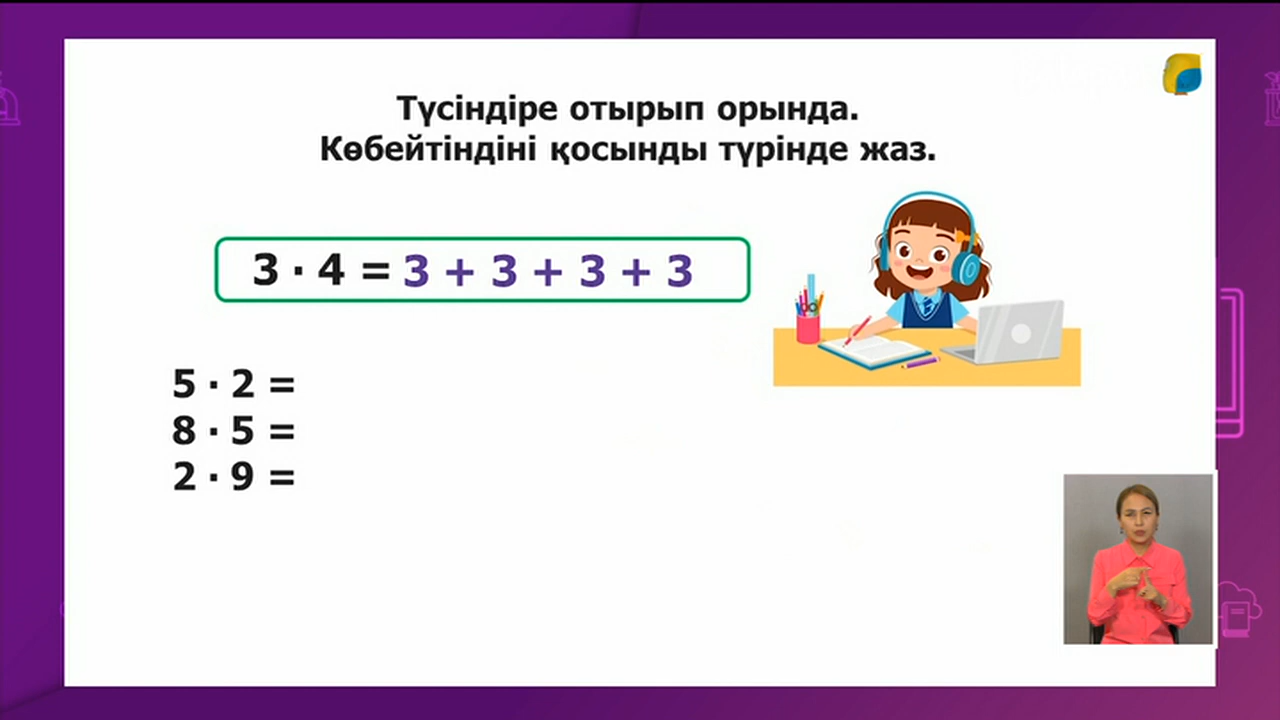 Түсіндіре отырып орында.
Көбейтіндіні қосынды түрінде жаз.
3 · 4 = 3 + 3 + 3 + 3
5 · 2 =
8 · 5 =
2 · 9 =